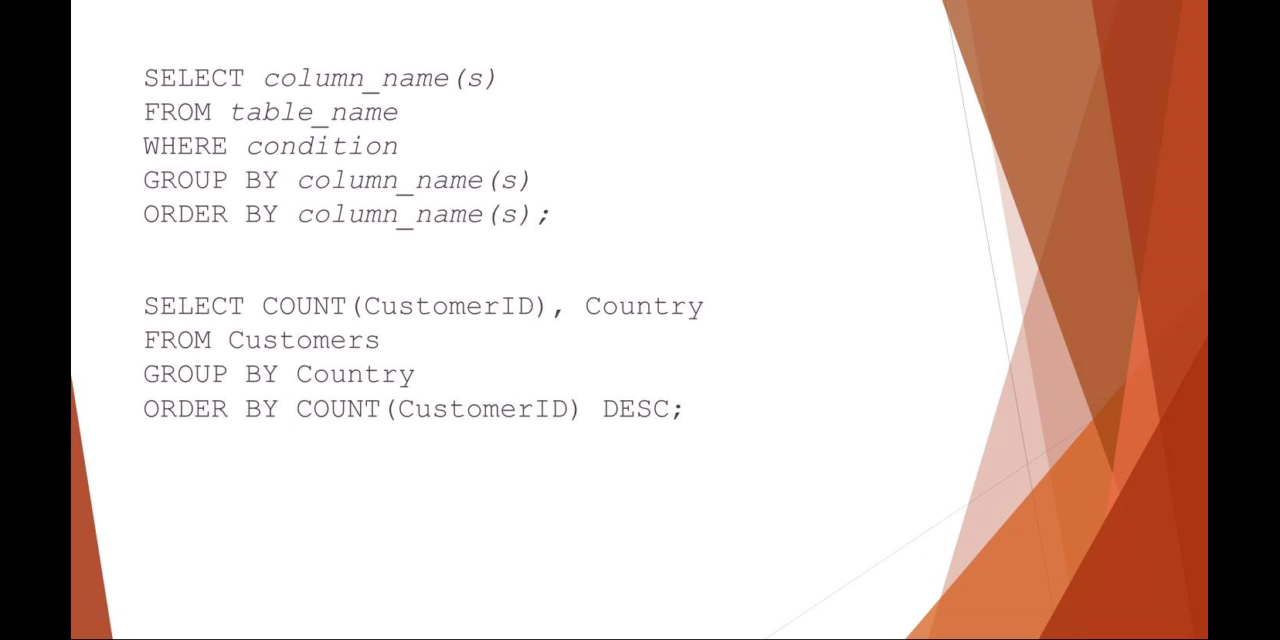 SELECT column_name(s)
FROM table_name
WHERE condition
GROUP BY column_name(s)
ORDER BY column_name(s);
SELECT COUNT(CustomerID), Country
FROM Customers
GROUP BY Country
ORDER BY COUNT(CustomerID) DESC;